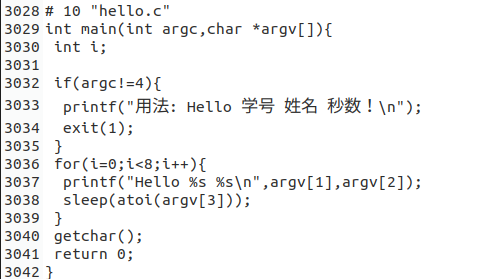 3028 # 10 "hello.c"
3029 int main(int argc,char *argv[]){
3030  int i;
3031
3032  if(argc!=4){
3033   printf("用法: Hello 学号 姓名 秒数！\n");
3034   exit(1);
3035  }
3036  for(i=0;i<8;i++){
3037   printf("Hello %s %s\n",argv[1],argv[2]);
3038   sleep(atoi(argv[3]));
3039  }
3040  getchar();
3041  return 0;
3042 }